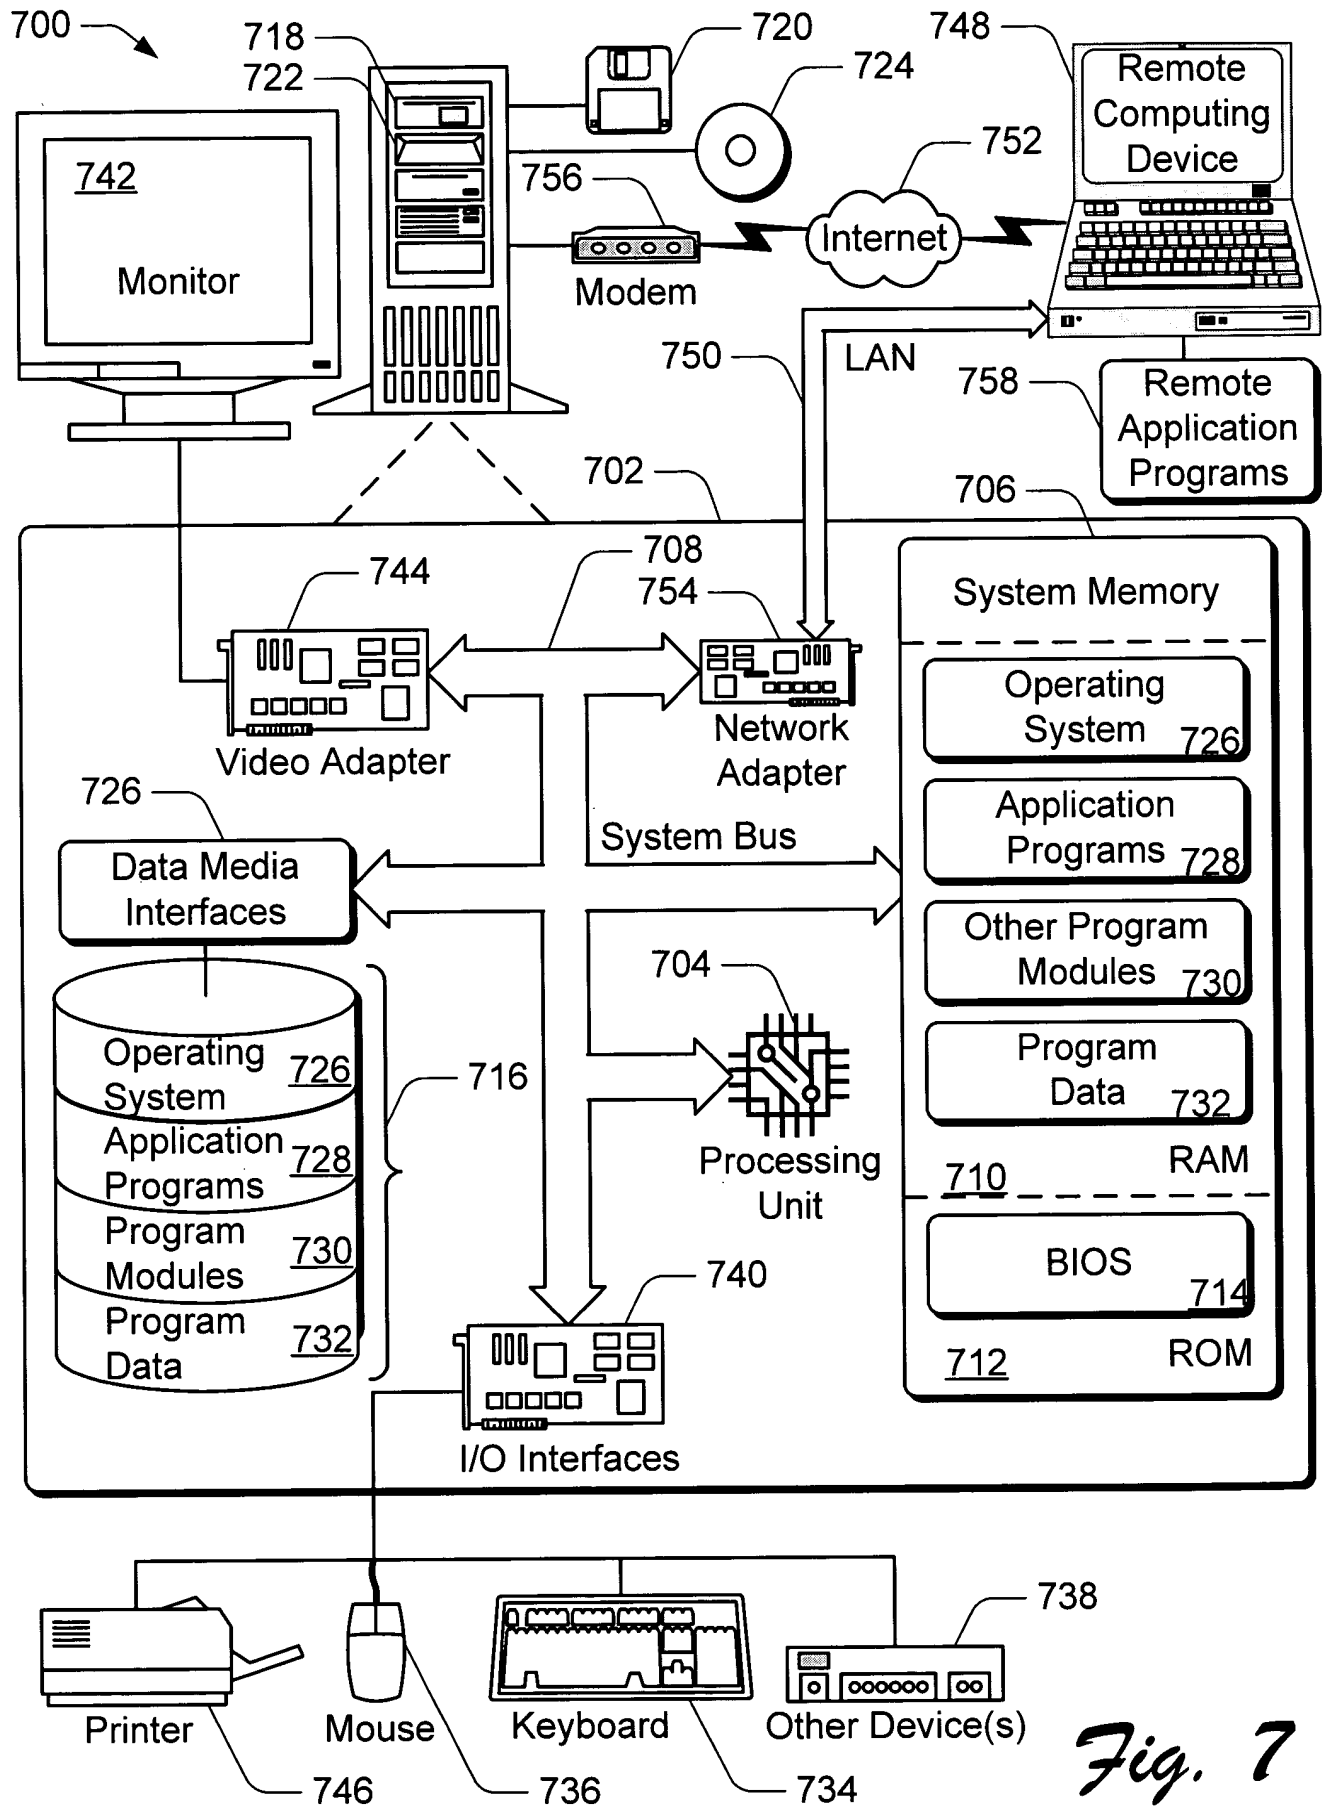 700
718
722
720
724
748
Remote
Computing
Device
742
Monitor
756
Modem
752
Internet
750
LAN
758
Remote
Application
Programs
702
706
744
708
754
System Memory
Operating
System
726
Video Adapter
Network
Adapter
726
Data Media
Interfaces
System Bus
Application
Programs
728
Other Program
Modules
730
704
Processing
Unit
Program
Data
732
RAM
710
Operating
System
726
716
Application
Programs
728
Program
Modules
730
Program
Data
732
BIOS
714
ROM
712
740
I/O Interfaces
738
Printer
Mouse
Keyboard
Other Device(s)
746
736
734
Fig. 7